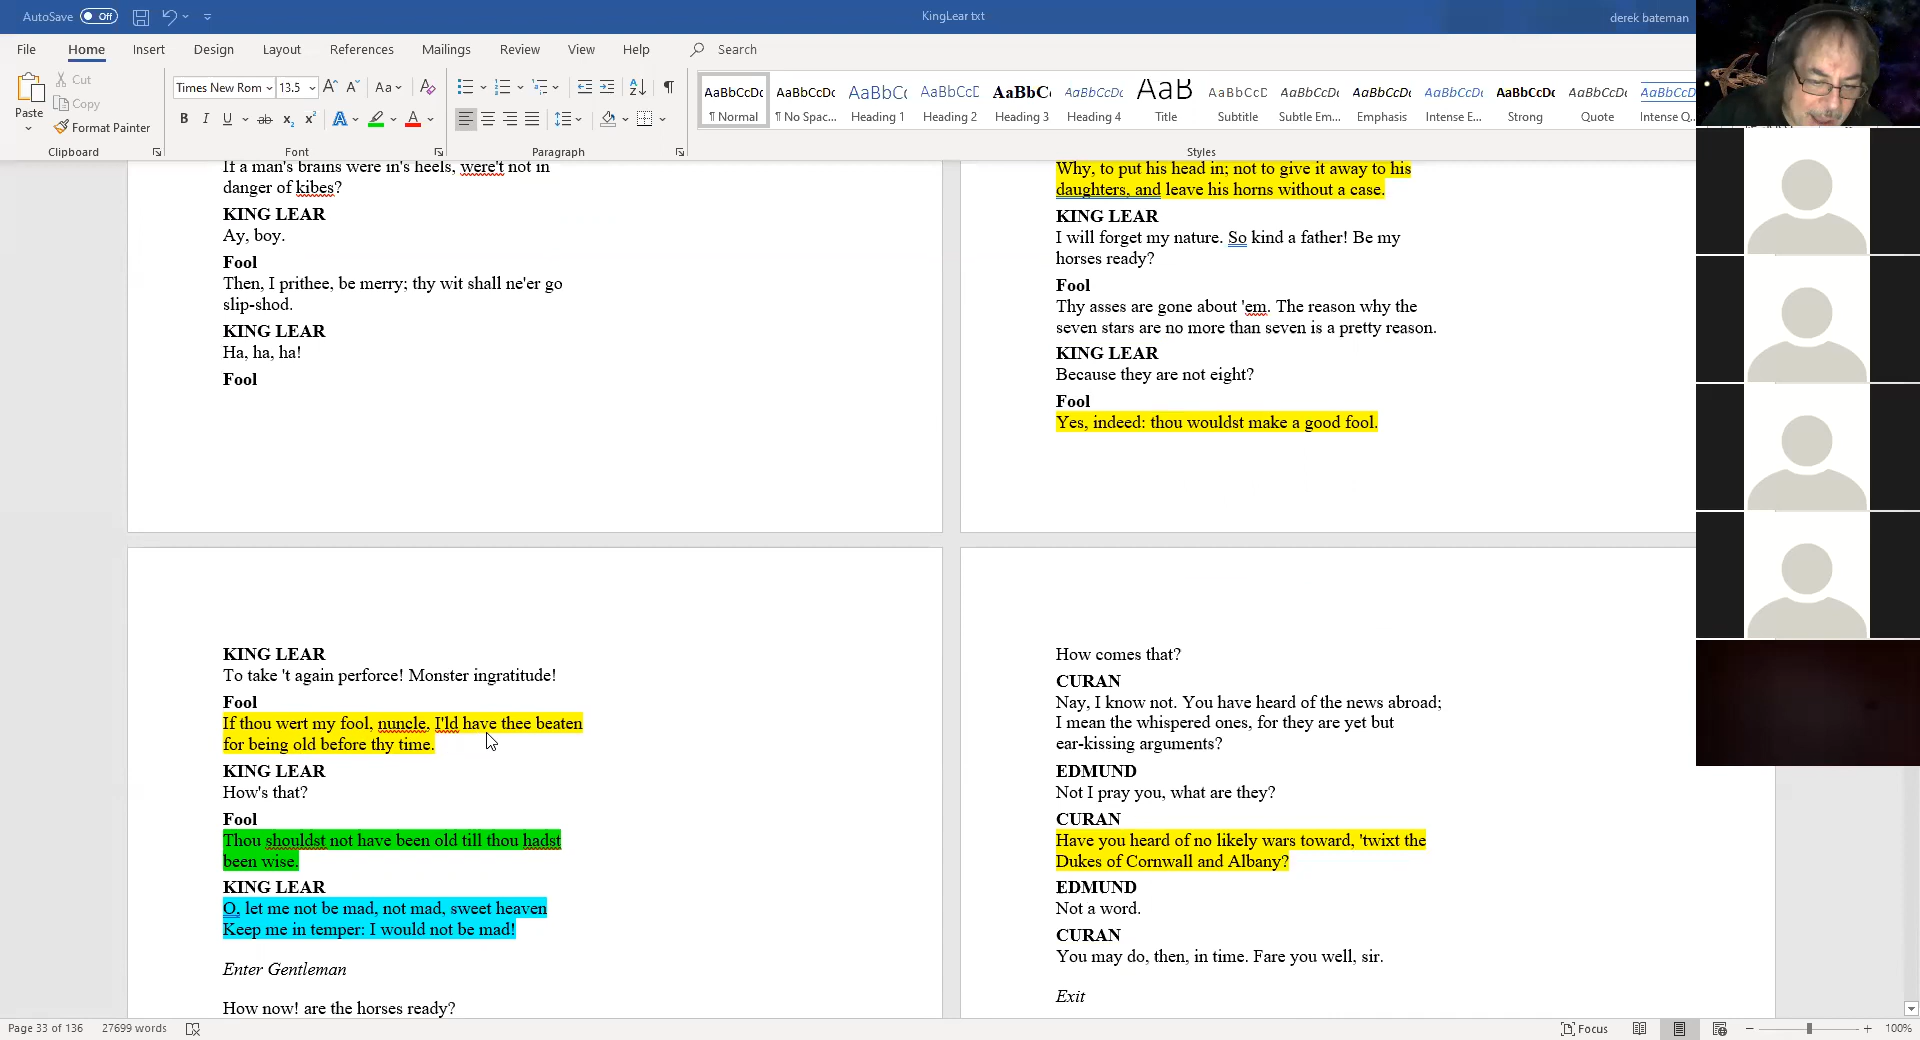 AutoSave Off
KingLear txt
derek bateman
File Home Insert Design Layout References Mailings Review View Help Search
Paste
Cut
Copy
Format Painter
Clipboard
Times New Rom 13.5
Font
Paragraph
AaBbCcDc AaBbCcDc AaBbC AaBbCcD AaBbC AaBbCcDc AaB AaBbCcD AaBbCcDc AaBbCcDc AaBbCcDc AaBbCcDc AaBbCcDc AaBbCcDc
¶ Normal ¶ No Spac... Heading 1 Heading 2 Heading 3 Heading 4 Title Subtitle Subtle Em... Emphasis Intense E... Strong Quote Intense Q...
Styles
If a man's brains were in's heels, were't not in
danger of kibes?
KING LEAR
Ay, boy.
Fool
Then, I prithee, be merry; thy wit shall ne'er go
slip-shod.
KING LEAR
Ha, ha, ha!
Fool
Why, to put his head in; not to give it away to his
daughters, and leave his horns without a case.
KING LEAR
I will forget my nature. So kind a father! Be my
horses ready?
Fool
Thy asses are gone about 'em. The reason why the
seven stars are no more than seven is a pretty reason.
KING LEAR
Because they are not eight?
Fool
Yes, indeed: thou wouldst make a good fool.
KING LEAR
To take 't again perforce! Monster ingratitude!
Fool
If thou wert my fool, nuncle, I'ld have thee beaten
for being old before thy time.
KING LEAR
How's that?
Fool
Thou shouldst not have been old till thou hadst
been wise.
KING LEAR
O, let me not be mad, not mad, sweet heaven
Keep me in temper: I would not be mad!
Enter Gentleman
How now! are the horses ready?
How comes that?
CURAN
Nay, I know not. You have heard of the news abroad;
I mean the whispered ones, for they are yet but
ear-kissing arguments?
EDMUND
Not I pray you, what are they?
CURAN
Have you heard of no likely wars toward, 'twixt the
Dukes of Cornwall and Albany?
EDMUND
Not a word.
CURAN
You may do, then, in time. Fare you well, sir.
Exit
Page 33 of 136 27699 words
Focus
100%